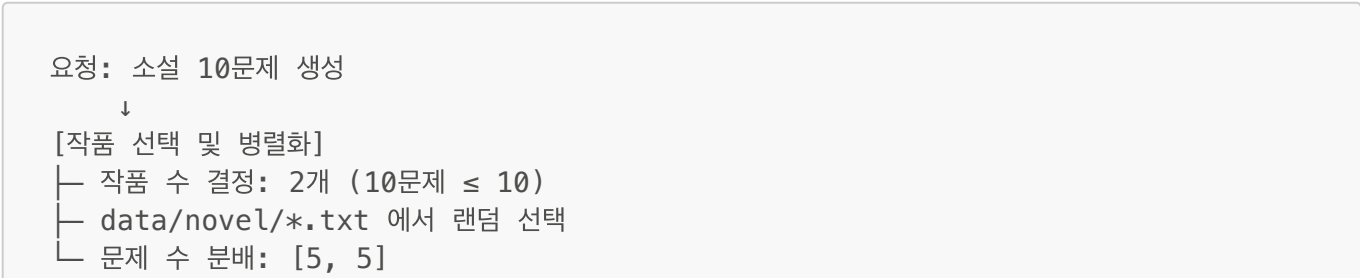 요청: 소설 10문제 생성
↓
[작품 선택 및 병렬화]
├─ 작품 수 결정: 2개 (10문제 ≤ 10)
├─ data/novel/*.txt 에서 랜덤 선택
└─ 문제 수 분배: [5, 5]